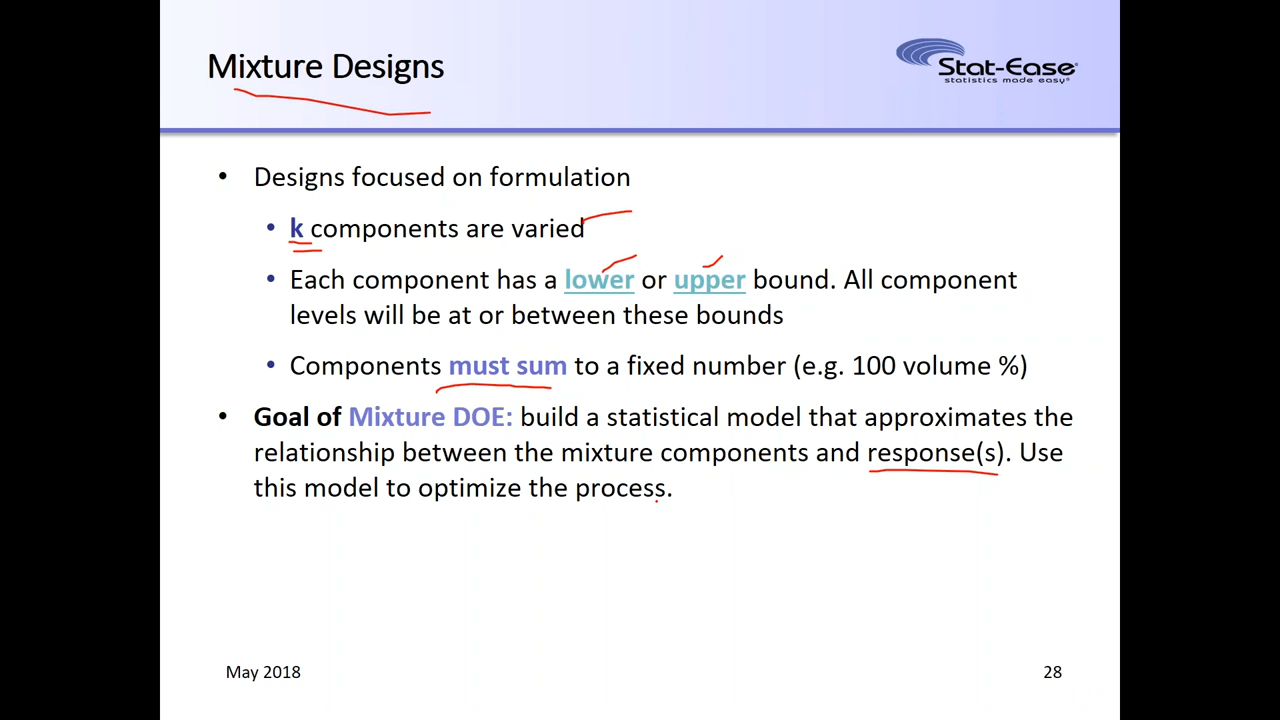 Mixture Designs
Stat-Ease®
statistics made easy®
• Designs focused on formulation
• k components are varied
• Each component has a lower or upper bound. All component
levels will be at or between these bounds
• Components must sum to a fixed number (e.g. 100 volume %)
• Goal of Mixture DOE: build a statistical model that approximates the
relationship between the mixture components and response(s). Use
this model to optimize the process.
May 2018
28